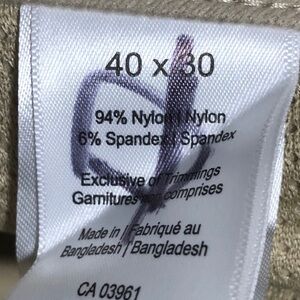 40 x 30
94% Nylon | Nylon
6% Spandex | Spandex
Exclusive of Trimmings
Garnitures non comprises
Made in / Fabriqué au
Bangladesh / Bangladesh
CA 03961